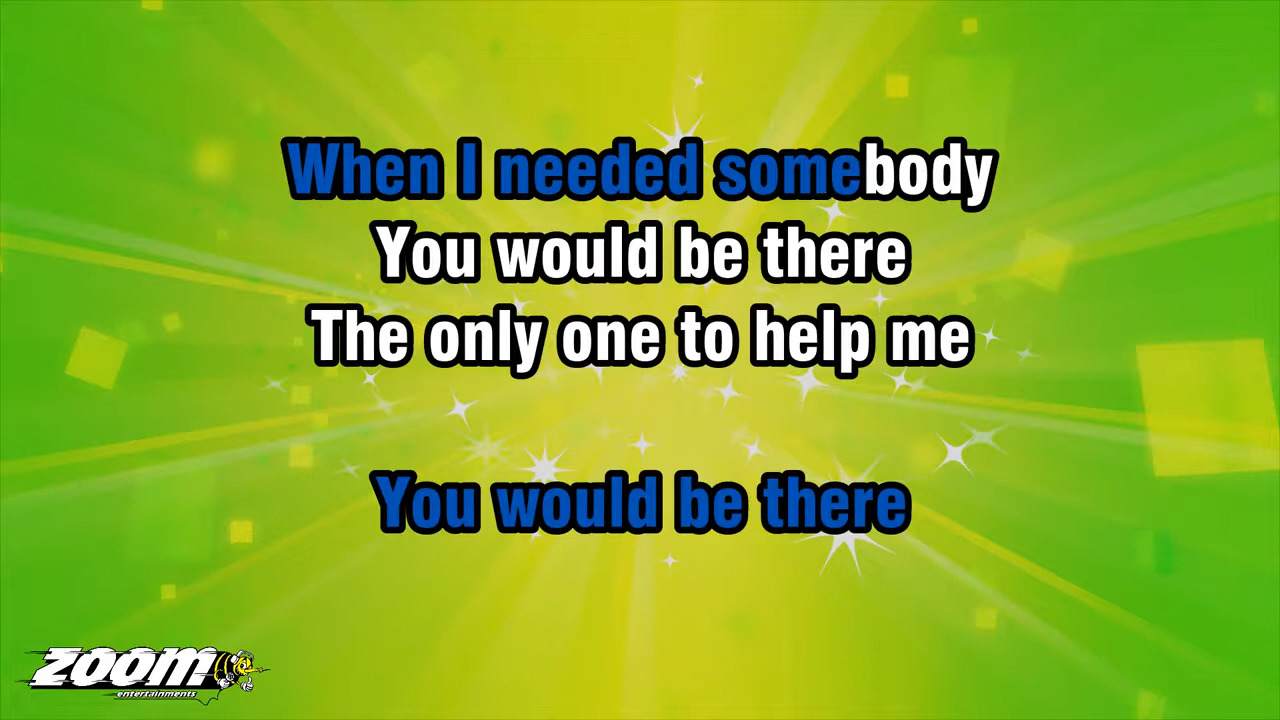 When I needed somebody
You would be there
The only one to help me
You would be there
ZOOM
entertainments